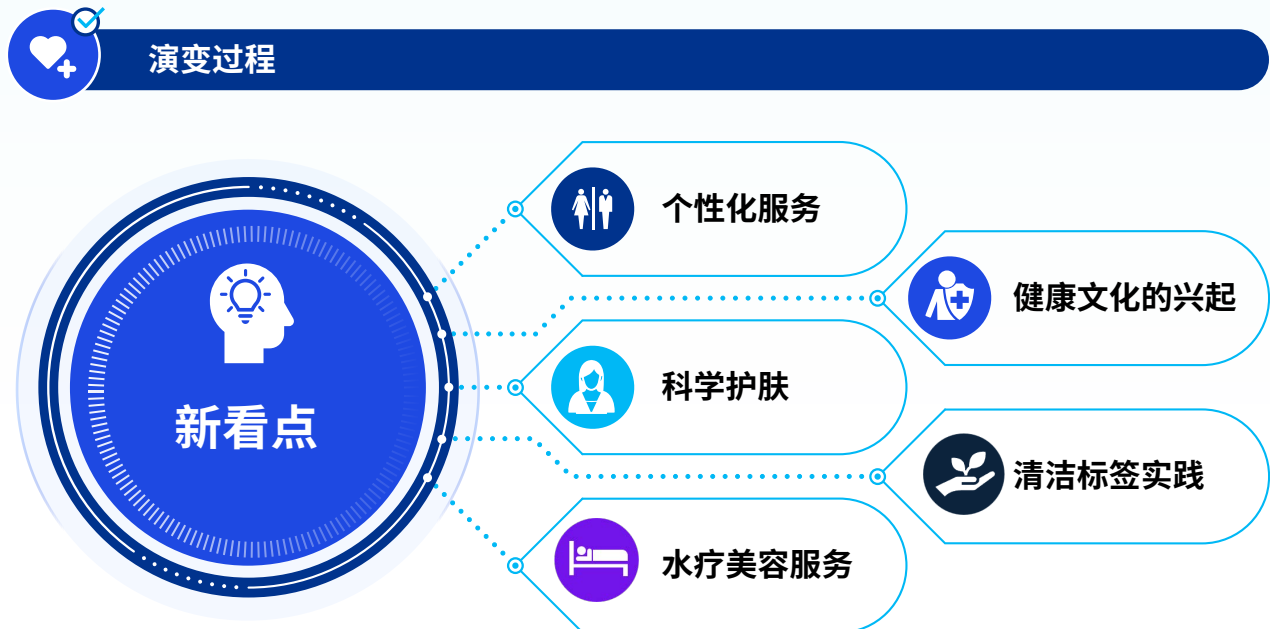 演变过程
新看点
个性化服务
健康文化的兴起
科学护肤
清洁标签实践
水疗美容服务